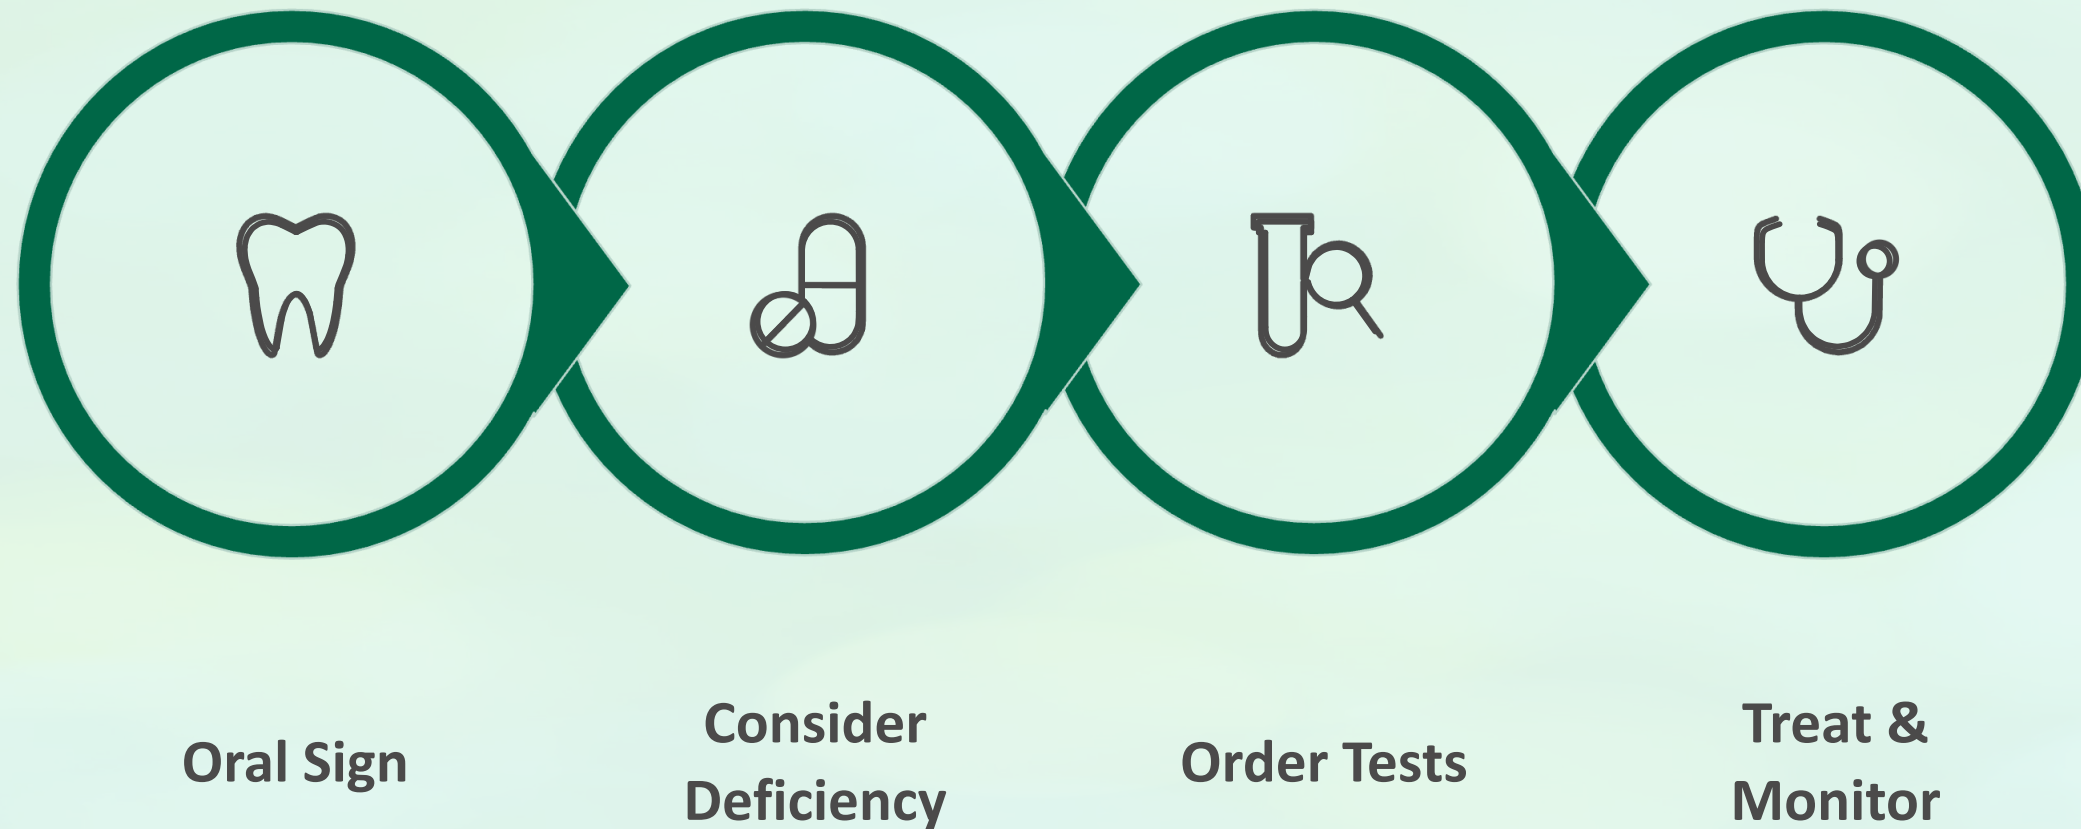 Oral Sign
Consider
Deficiency
Order Tests
Treat &
Monitor